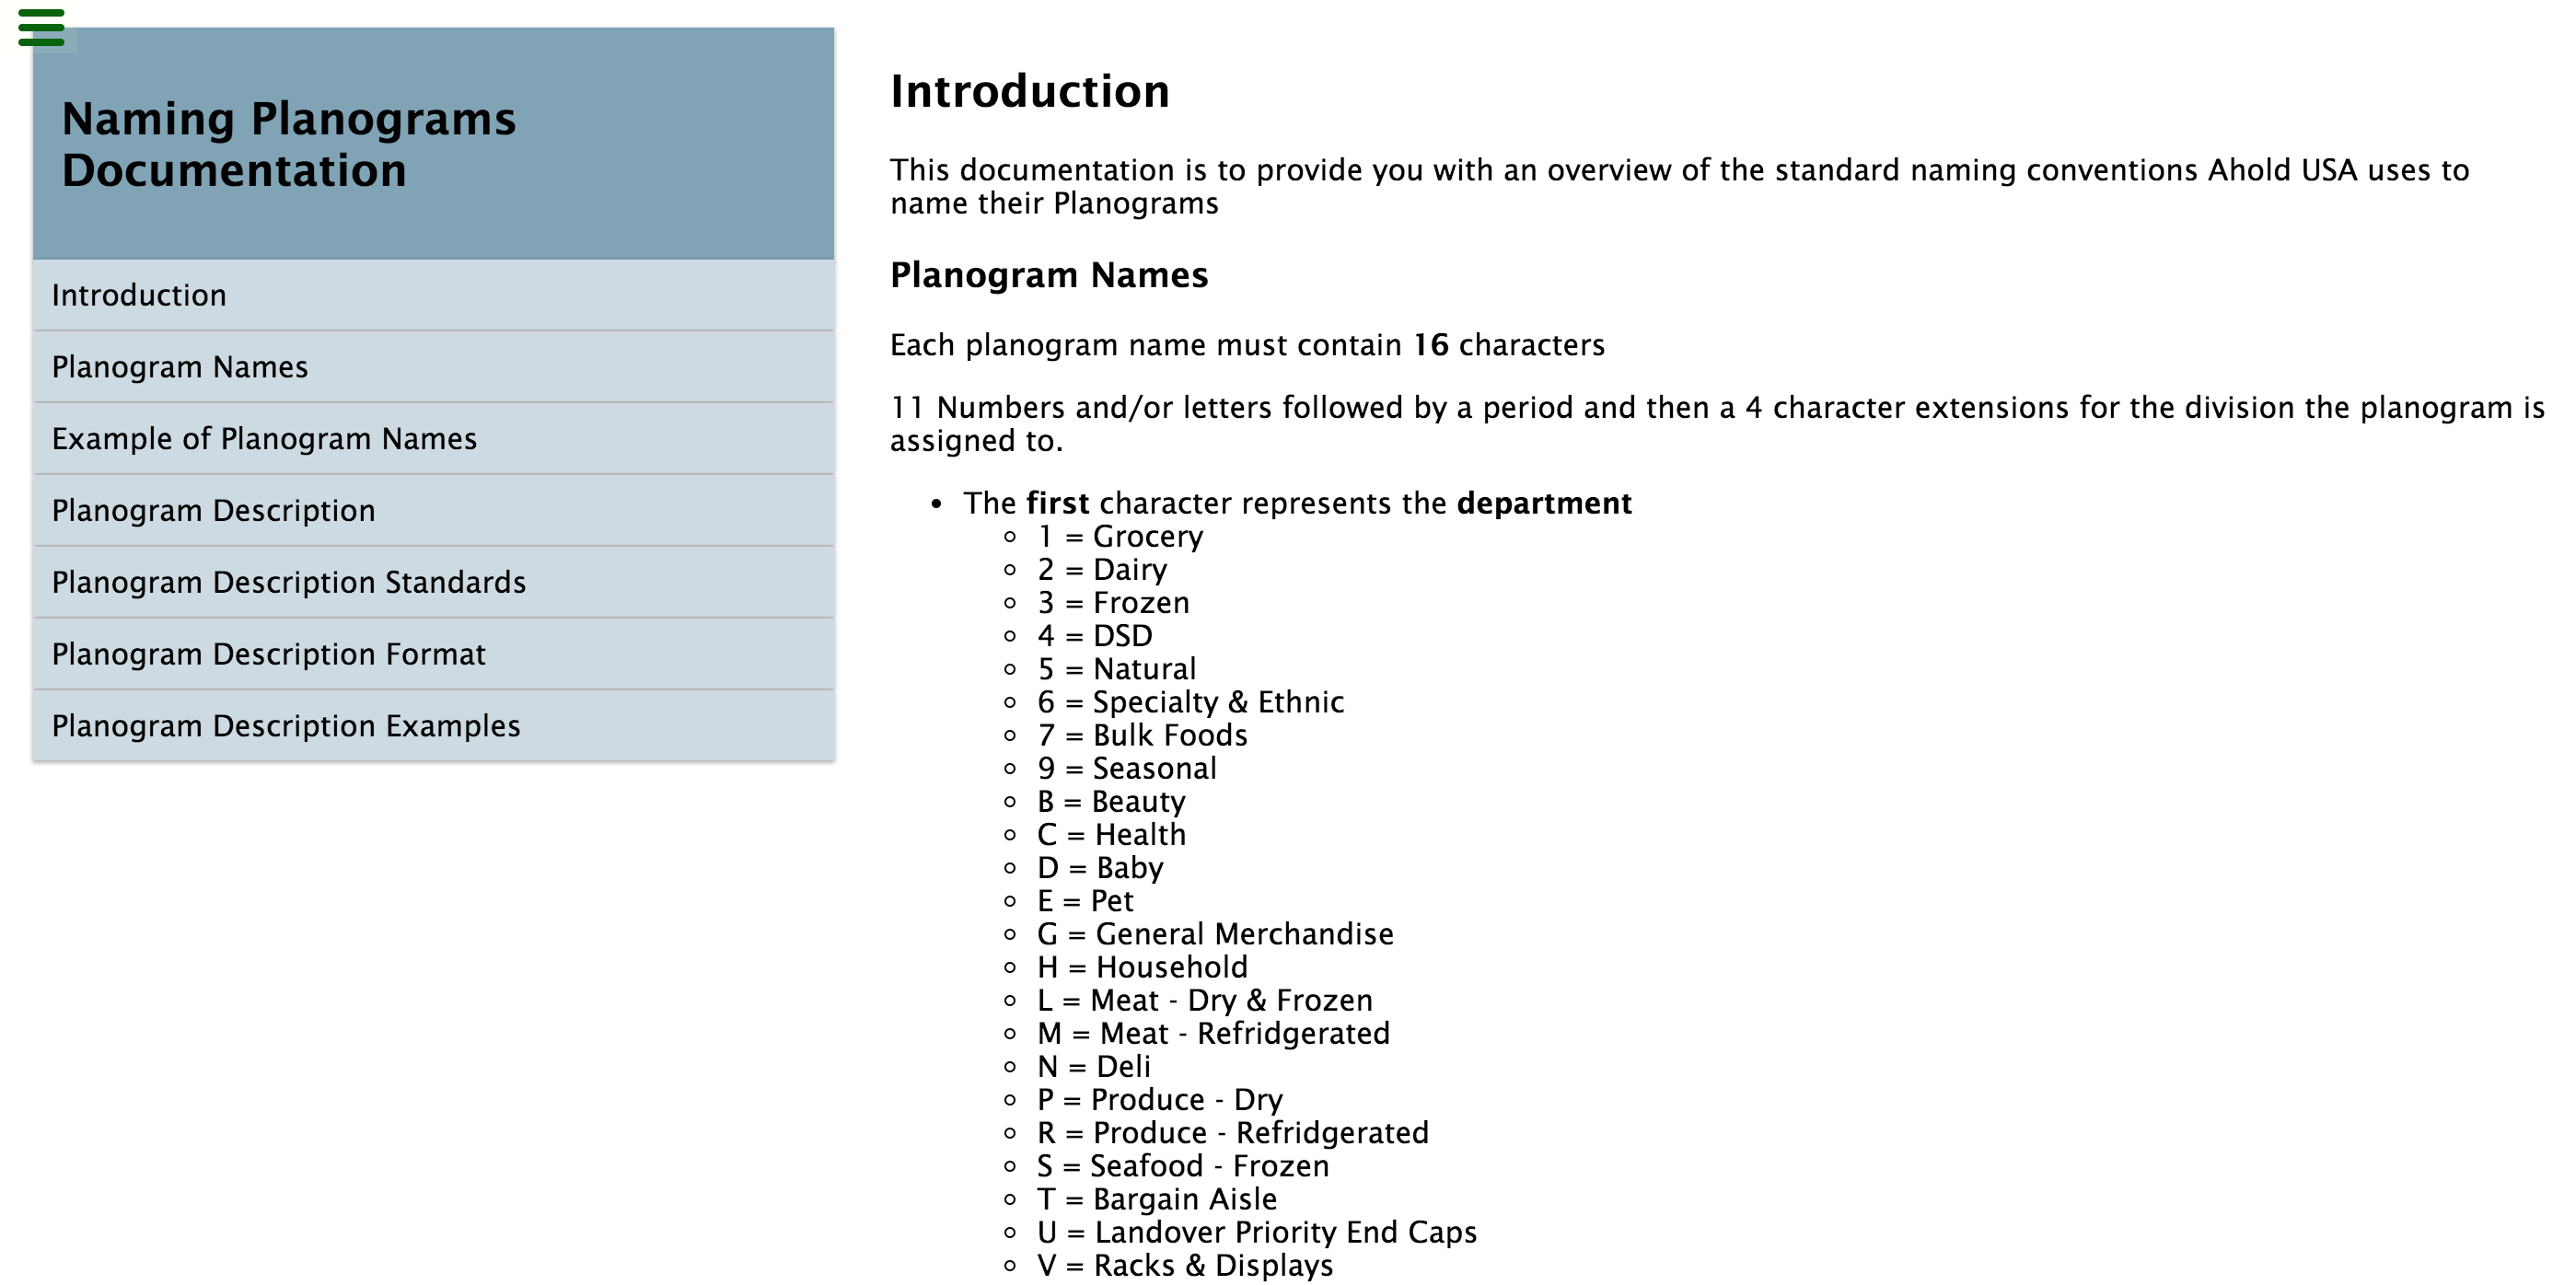 Naming Planograms
Documentation
Introduction
Planogram Names
Example of Planogram Names
Planogram Description
Planogram Description Standards
Planogram Description Format
Planogram Description Examples
Introduction
This documentation is to provide you with an overview of the standard naming conventions Ahold USA uses to
name their Planograms
Planogram Names
Each planogram name must contain 16 characters
11 Numbers and/or letters followed by a period and then a 4 character extensions for the division the planogram is
assigned to.
• The first character represents the department
◦ 1 = Grocery
◦ 2 = Dairy
◦ 3 = Frozen
◦ 4 = DSD
◦ 5 = Natural
◦ 6 = Specialty & Ethnic
◦ 7 = Bulk Foods
◦ 9 = Seasonal
◦ B = Beauty
◦ C = Health
◦ D = Baby
◦ E = Pet
◦ G = General Merchandise
◦ H = Household
◦ L = Meat - Dry & Frozen
◦ M = Meat - Refridgerated
◦ N = Deli
◦ P = Produce - Dry
◦ R = Produce - Refridgerated
◦ S = Seafood - Frozen
◦ T = Bargain Aisle
◦ U = Landover Priority End Caps
◦ V = Racks & Displays